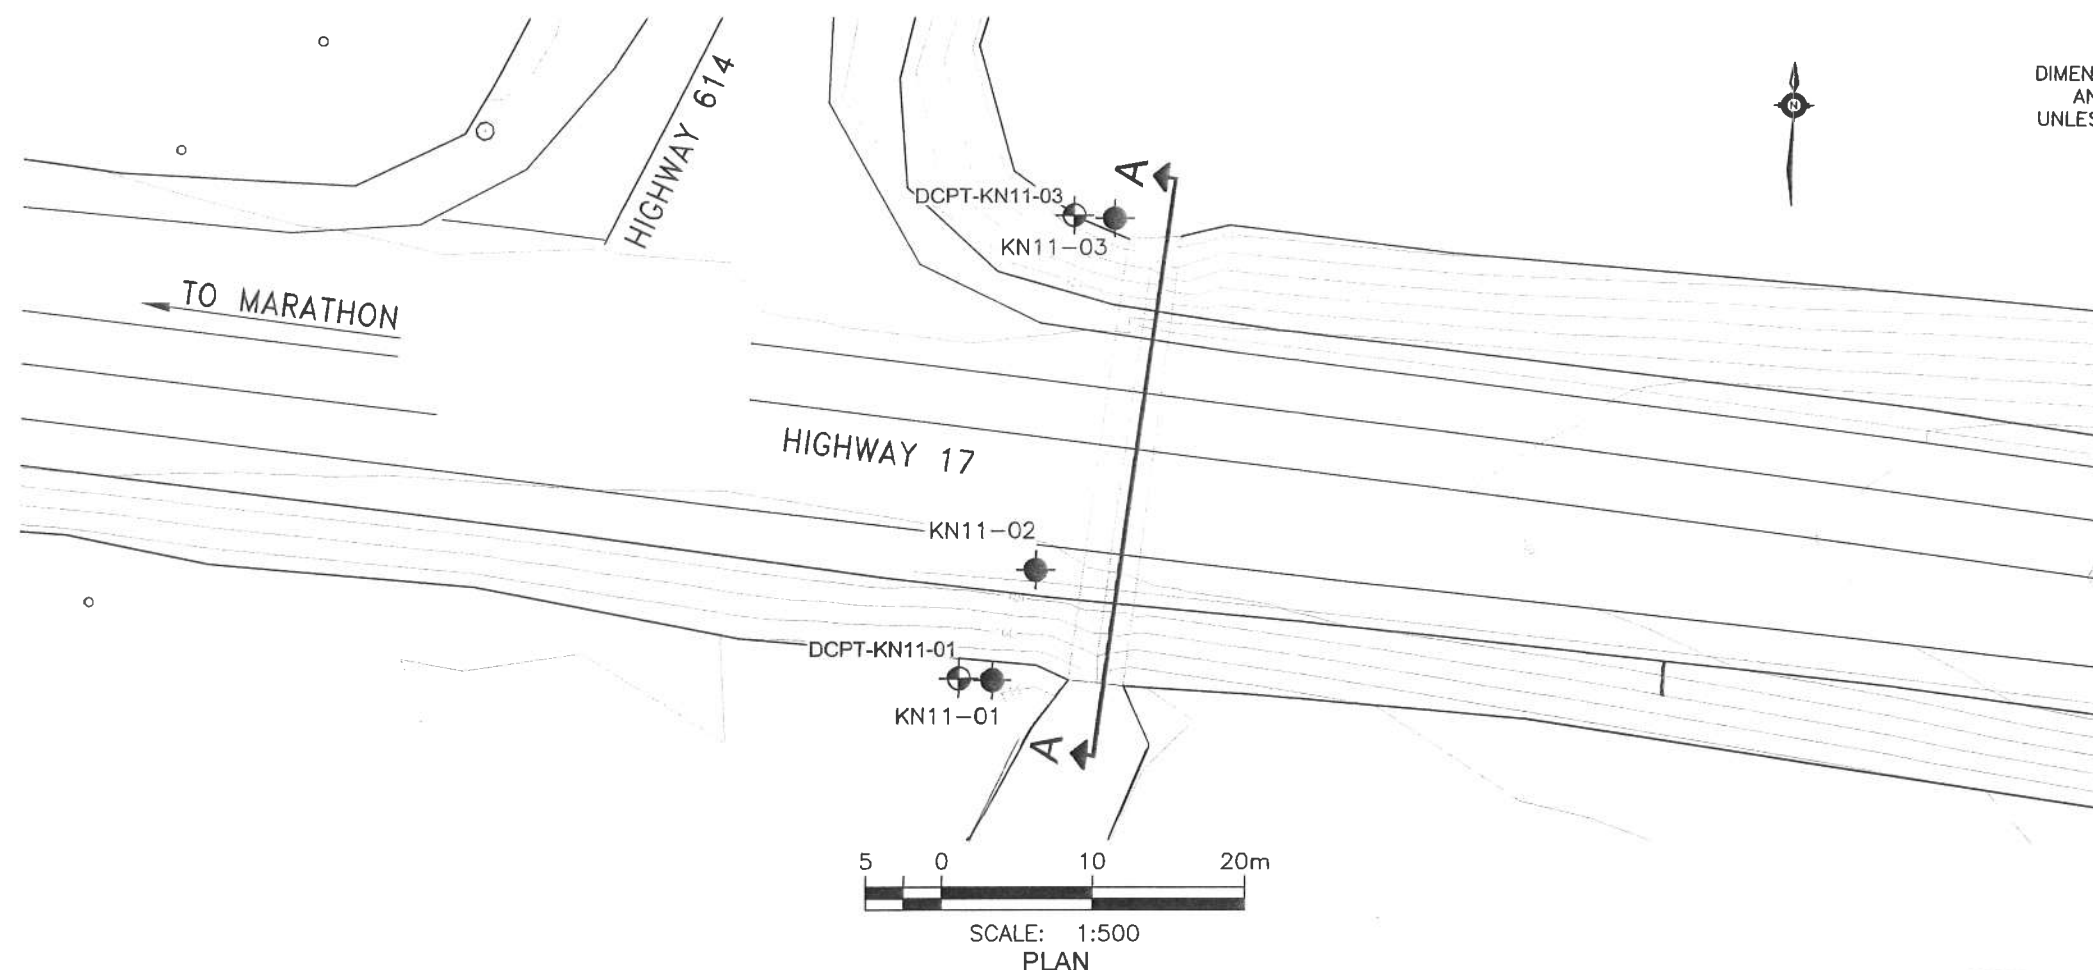 HIGHWAY 614
N
DIMEN
AN
UNLES
A
DCPT-KN11-03
KN11-03
TO MARATHON
HIGHWAY 17
KN11-02
DCPT-KN11-01
KN11-01
A
5 0 10 20m
SCALE: 1:500
PLAN